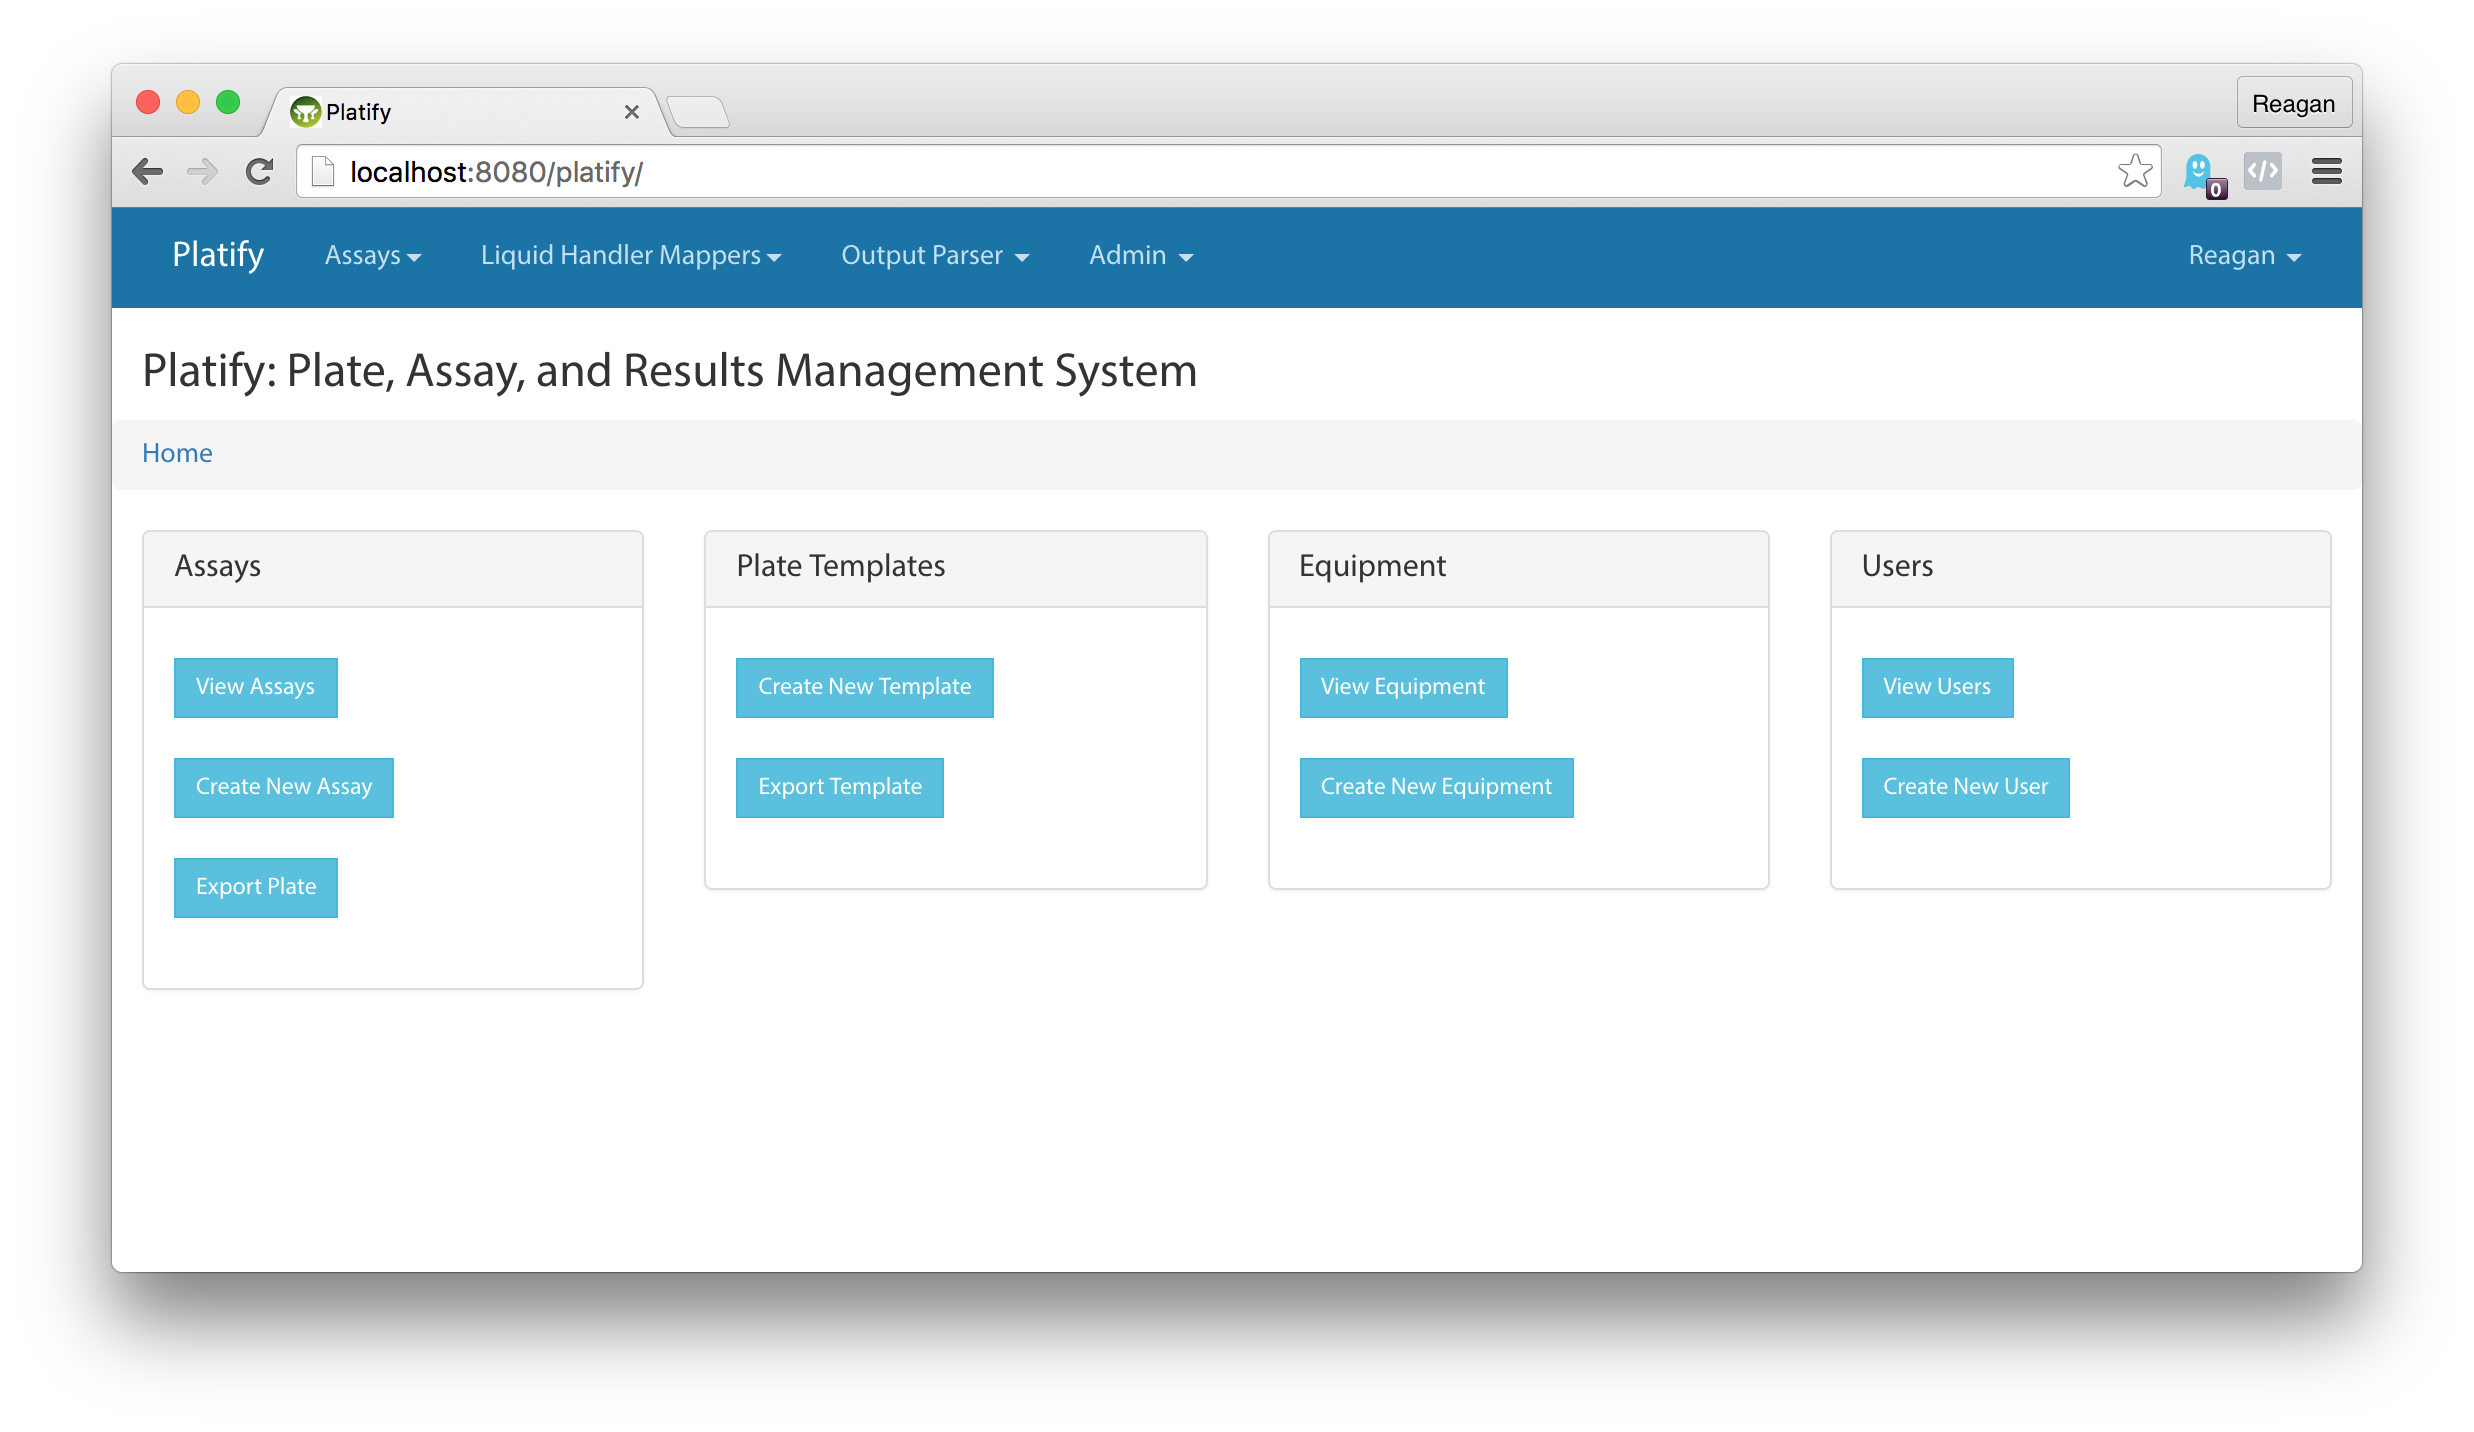 Platify
Reagan
localhost:8080/platify/
0
Platify Assays Liquid Handler Mappers Output Parser Admin Reagan
Platify: Plate, Assay, and Results Management System
Home
Assays
View Assays
Create New Assay
Export Plate
Plate Templates
Create New Template
Export Template
Equipment
View Equipment
Create New Equipment
Users
View Users
Create New User